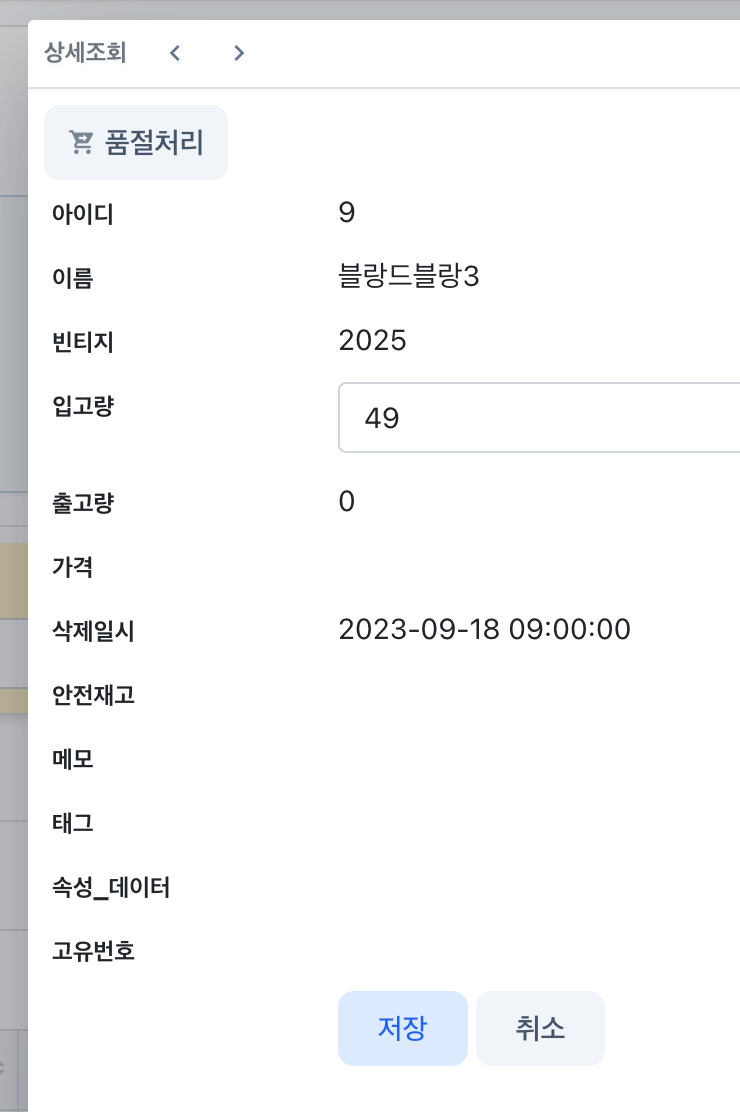 상세조회
품절처리
아이디 9
이름 블랑드블랑3
빈티지 2025
입고량 49
출고량 0
가격
삭제일시 2023-09-18 09:00:00
안전재고
메모
태그
속성_데이터
고유번호
저장 취소